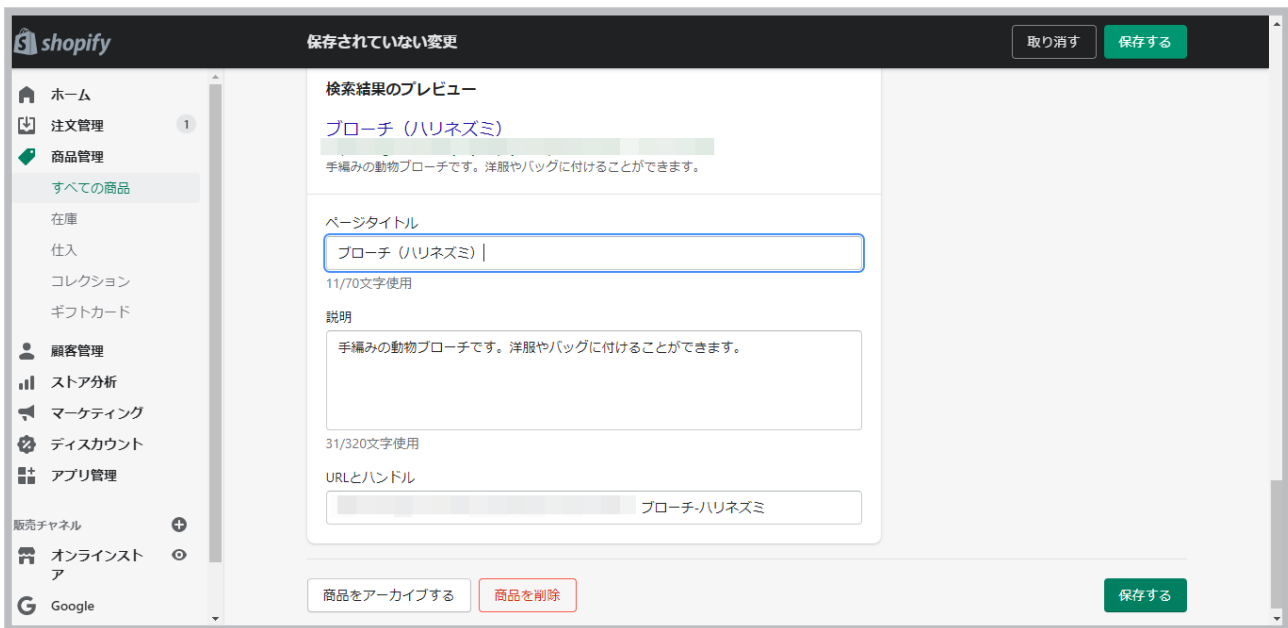 shopify
保存されていない変更
取り消す
保存する
ホーム
注文管理
1
商品管理
すべての商品
在庫
仕入
コレクション
ギフトカード
顧客管理
ストア分析
マーケティング
ディスカウント
アプリ管理
販売チャネル
オンラインスト
ア
Google
検索結果のプレビュー
ブローチ（ハリネズミ）
手編みの動物ブローチです。洋服やバッグに付けることができます。
ページタイトル
ブローチ（ハリネズミ）
11/70文字使用
説明
手編みの動物ブローチです。洋服やバッグに付けることができます。
31/320文字使用
URLとハンドル
ブローチ-ハリネズミ
商品をアーカイブする
商品を削除
保存する